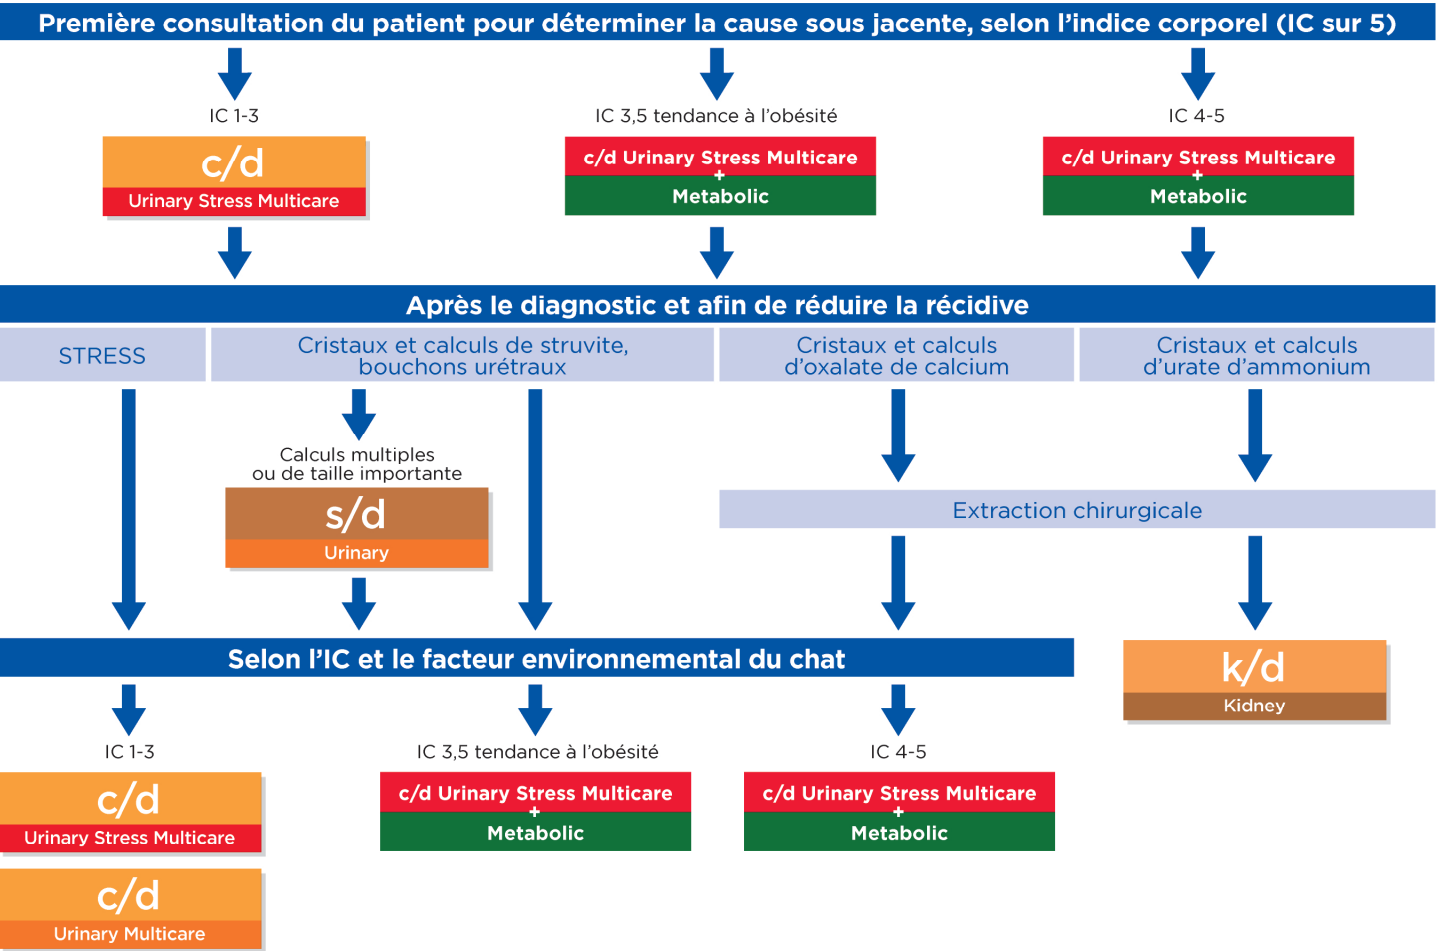 Première consultation du patient pour déterminer la cause sous jacente, selon l’indice corporel (IC sur 5)
IC 1-3
IC 3,5 tendance à l’obésité
IC 4-5
c/d
Urinary Stress Multicare
c/d Urinary Stress Multicare
+
Metabolic
c/d Urinary Stress Multicare
+
Metabolic
Après le diagnostic et afin de réduire la récidive
STRESS
Cristaux et calculs de struvite,
bouchons urétraux
Cristaux et calculs
d’oxalate de calcium
Cristaux et calculs
d’urate d’ammonium
Calculs multiples
ou de taille importante
s/d
Urinary
Extraction chirurgicale
Selon l’IC et le facteur environnemental du chat
k/d
Kidney
IC 1-3
IC 3,5 tendance à l’obésité
IC 4-5
c/d
Urinary Stress Multicare
c/d Urinary Stress Multicare
+
Metabolic
c/d Urinary Stress Multicare
+
Metabolic
c/d
Urinary Multicare